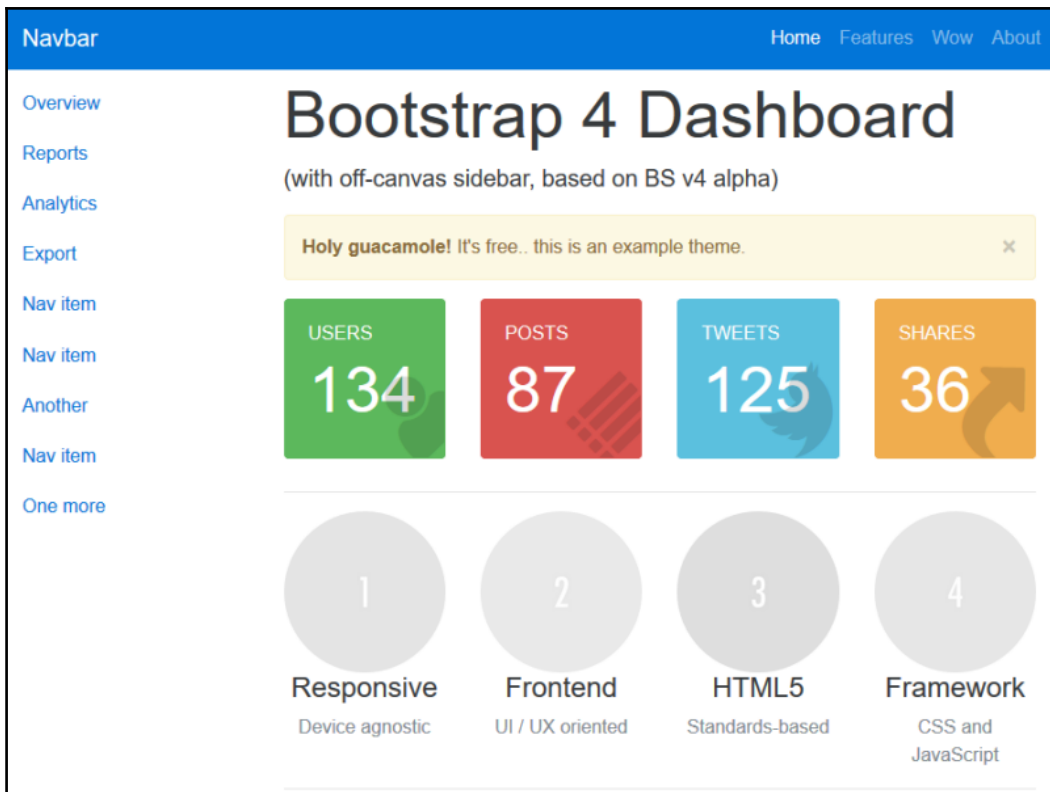 Navbar
Home Features Wow About
Overview
Reports
Analytics
Export
Nav item
Nav item
Another
Nav item
One more
Bootstrap 4 Dashboard
(with off-canvas sidebar, based on BS v4 alpha)
Holy guacamole! It's free.. this is an example theme. ×
USERS
134
POSTS
87
TWEETS
125
SHARES
36
1
Responsive
Device agnostic
2
Frontend
UI / UX oriented
3
HTML5
Standards-based
4
Framework
CSS and
JavaScript